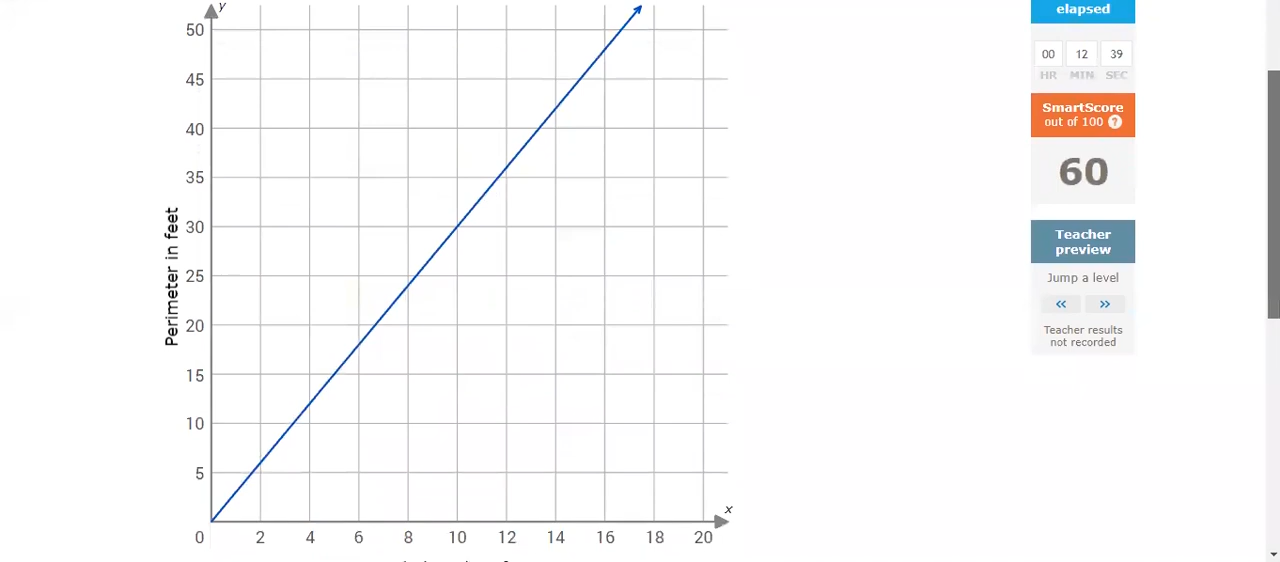 y
50
45
40
35
30
25
20
15
10
5
0
Perimeter in feet
2 4 6 8 10 12 14 16 18 20
x
elapsed
00 12 39
HR MIN SEC
SmartScore
out of 100 ?
60
Teacher
preview
Jump a level
<< >>
Teacher results
not recorded